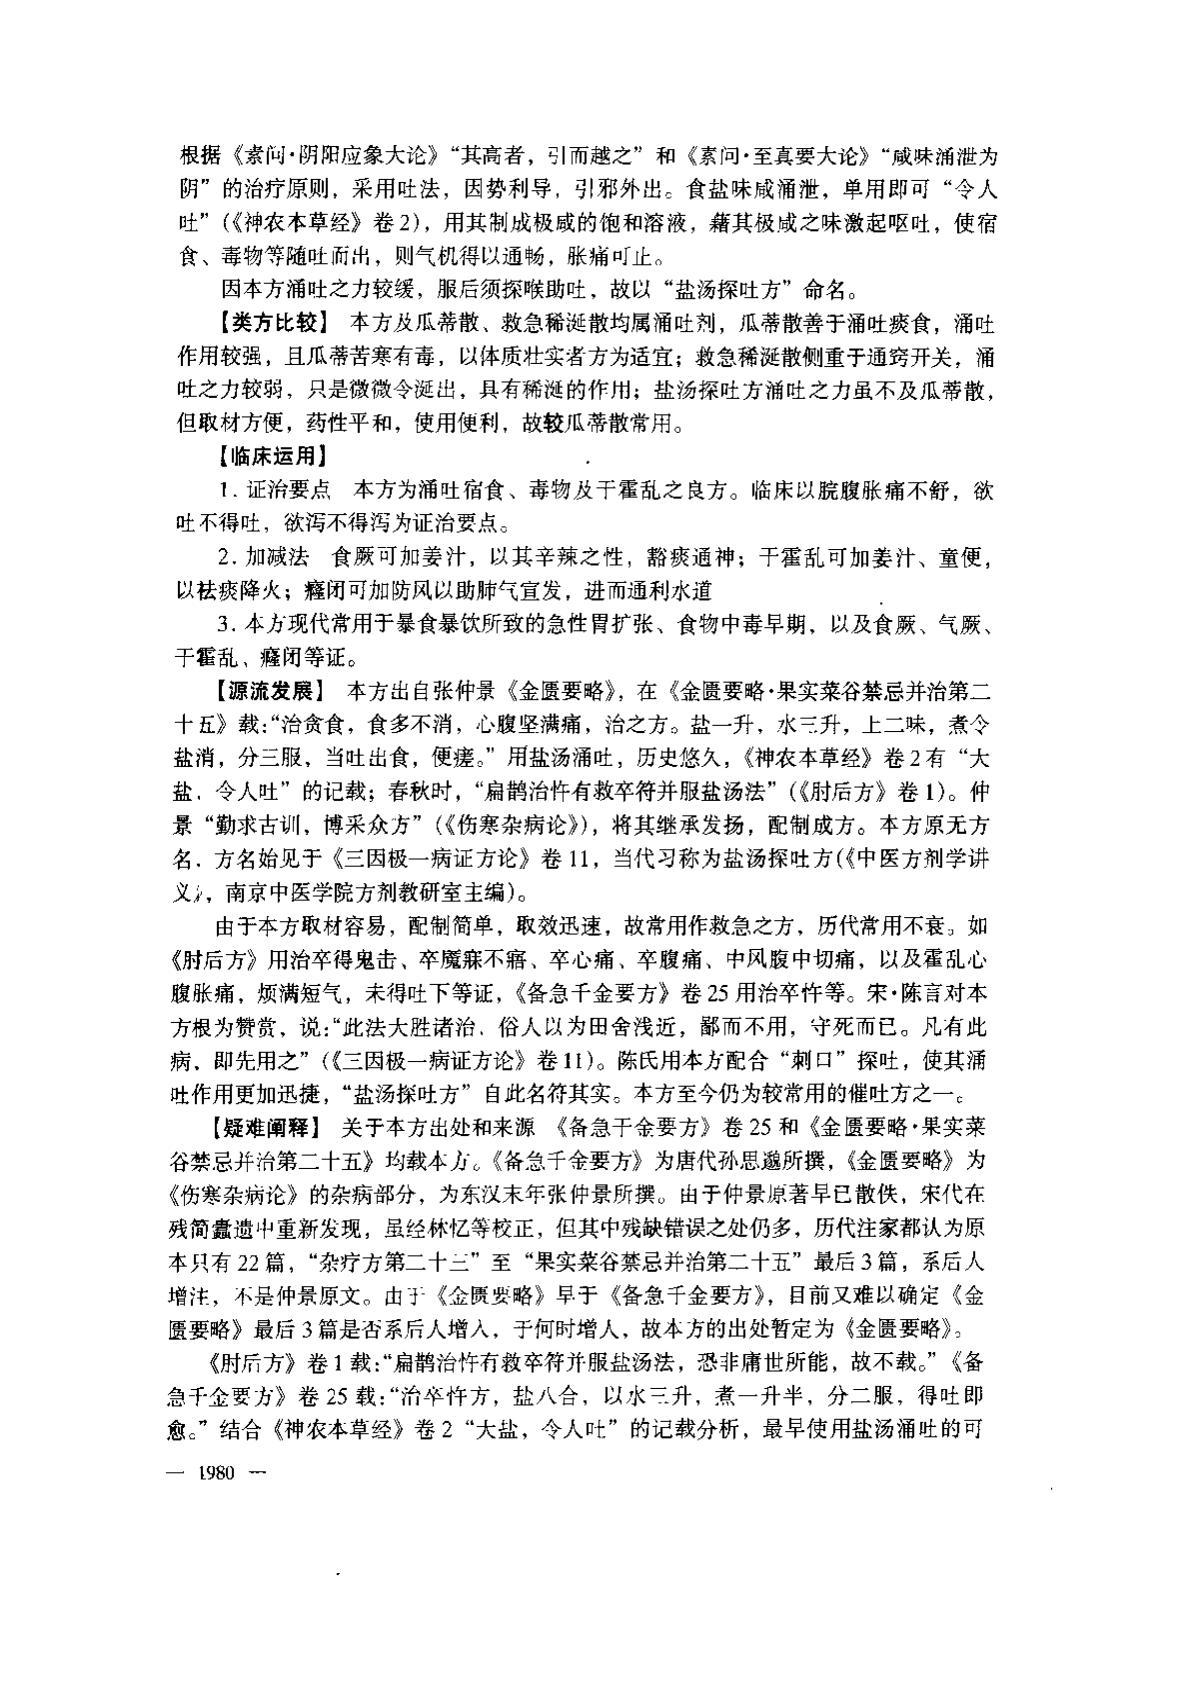 根据《素问·阴阳应象大论》“其高者，引而越之”和《素问·至真要大论》“咸味涌泄为
阴”的治疗原则，采用吐法，因势利导，引邪外出。食盐味咸涌泄，单用即可“令人
吐”(《神农本草经》卷2)，用其制成极咸的饱和溶液，藉其极咸之味激起呕吐，使宿
食、毒物等随吐而出，则气机得以通畅，胀痛可止。
因本方涌吐之力较缓，服后须探喉助吐，故以“盐汤探吐方”命名。
【类方比较】 本方及瓜蒂散、救急稀涎散均属涌吐剂，瓜蒂散善于涌吐痰食，涌吐
作用较强，且瓜蒂苦寒有毒，以体质壮实者方为适宜；救急稀涎散侧重于通窍开关，涌
吐之力较弱，只是微微令涎出，具有稀涎的作用；盐汤探吐方涌吐之力虽不及瓜蒂散，
但取材方便，药性平和，使用便利，故较瓜蒂散常用。
【临床运用】
1. 证治要点 本方为涌吐宿食、毒物及干霍乱之良方。临床以脘腹胀痛不舒，欲
吐不得吐，欲泻不得泻为证治要点。
2. 加减法 食厥可加姜汁，以其辛辣之性，豁痰通神；干霍乱可加姜汁、童便，
以祛痰降火；癃闭可加防风以助肺气宣发，进而通利水道
3. 本方现代常用于暴食暴饮所致的急性胃扩张、食物中毒早期，以及食厥、气厥、
干霍乱、癃闭等证。
【源流发展】 本方出自张仲景《金匮要略》，在《金匮要略·果实菜谷禁忌并治第二
十五》载:“治贪食，食多不消，心腹坚满痛，治之方。盐一升，水三升，上二味，煮令
盐消，分三服，当吐出食，便瘥。”用盐汤涌吐，历史悠久，《神农本草经》卷2有“大
盐，令人吐”的记载；春秋时，“扁鹊治忤有救卒符并服盐汤法”(《肘后方》卷1)。仲
景“勤求古训，博采众方”(《伤寒杂病论》)，将其继承发扬，配制成方。本方原无方
名，方名始见于《三因极一病证方论》卷11，当代习称为盐汤探吐方(《中医方剂学讲
义》，南京中医学院方剂教研室主编)。
由于本方取材容易，配制简单，取效迅速，故常用作救急之方，历代常用不衰。如
《肘后方》用治卒得鬼击、卒魇寐不寤、卒心痛、卒腹痛、中风腹中切痛，以及霍乱心
腹胀痛，烦满短气，未得吐下等证，《备急千金要方》卷25用治卒忤等。宋·陈言对本
方根为赞赏，说:“此法大胜诸治，俗人以为田舍浅近，鄙而不用，守死而已。凡有此
病，即先用之”(《三因极一病证方论》卷11)。陈氏用本方配合“刺口”探吐，使其涌
吐作用更加迅捷，“盐汤探吐方”自此名符其实。本方至今仍为较常用的催吐方之一。
【疑难阐释】 关于本方出处和来源 《备急千金要方》卷25和《金匮要略·果实菜
谷禁忌并治第二十五》均载本方。《备急千金要方》为唐代孙思邈所撰，《金匮要略》为
《伤寒杂病论》的杂病部分，为东汉末年张仲景所撰。由于仲景原著早已散佚，宋代在
残简蠹遗中重新发现，虽经林忆等校正，但其中残缺错误之处仍多，历代注家都认为原
本只有22篇，“杂疗方第二十三”至“果实菜谷禁忌并治第二十五”最后3篇，系后人
增注，不是仲景原文。由于《金匮要略》早于《备急千金要方》，目前又难以确定《金
匮要略》最后3篇是否系后人增入，于何时增人，故本方的出处暂定为《金匮要略》。
《肘后方》卷1载:“扁鹊治忤有救卒符并服盐汤法，恐非庸世所能，故不载。”《备
急千金要方》卷25载:“治卒忤方，盐八合，以水三升，煮一升半，分二服，得吐即
愈。”结合《神农本草经》卷2“大盐，令人吐”的记载分析，最早使用盐汤涌吐的可
— 1980 —